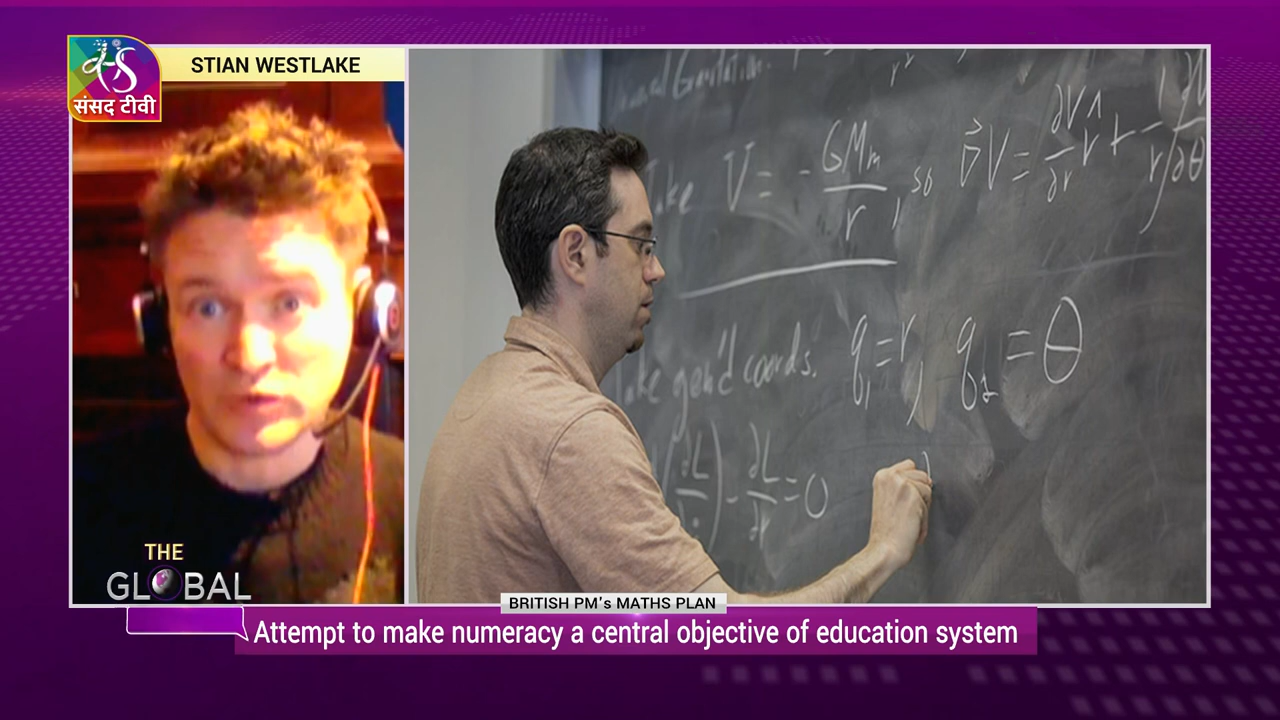 संसद टीवी
STIAN WESTLAKE
V = - GMm / r , so ∇⃗V = ∂V/∂r r̂ +
gen'd coords: q₁ = r, q₂ = θ
- ∂L/∂r = 0
THE
GLOBAL
BRITISH PM's MATHS PLAN
Attempt to make numeracy a central objective of education system